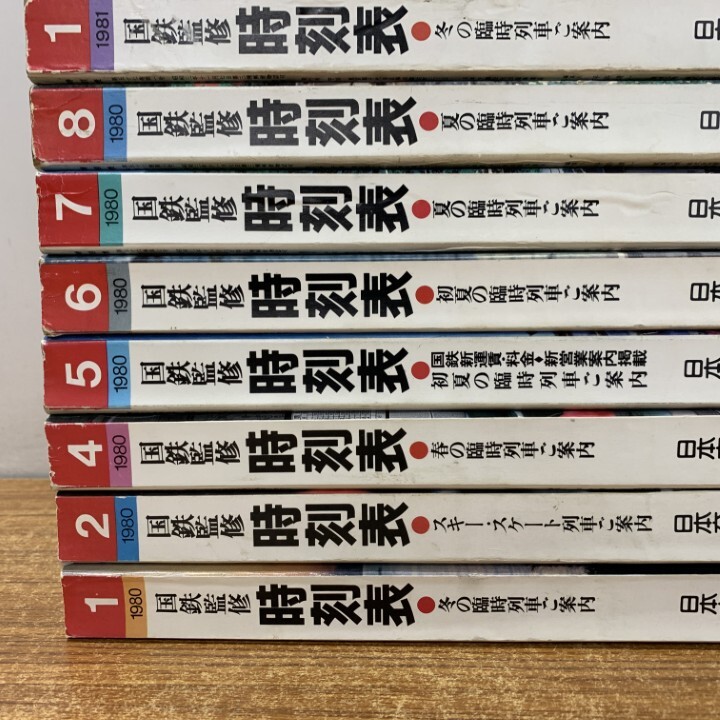 1 1981 国鉄監修 時刻表 ●冬の臨時列車ご案内 日本
8 1980 国鉄監修 時刻表 ●夏の臨時列車ご案内 日
7 1980 国鉄監修 時刻表 ●夏の臨時列車ご案内 日本
6 1980 国鉄監修 時刻表 ●初夏の臨時列車ご案内 日本
5 1980 国鉄監修 時刻表 ●国鉄新運賃・料金♦新営業案内掲載
初夏の臨時列車ご案内 日本
4 1980 国鉄監修 時刻表 ●春の臨時列車ご案内 日本
2 1980 国鉄監修 時刻表 ●スキー・スケート列車ご案内 日本
1 1980 国鉄監修 時刻表 ●冬の臨時列車ご案内 日本